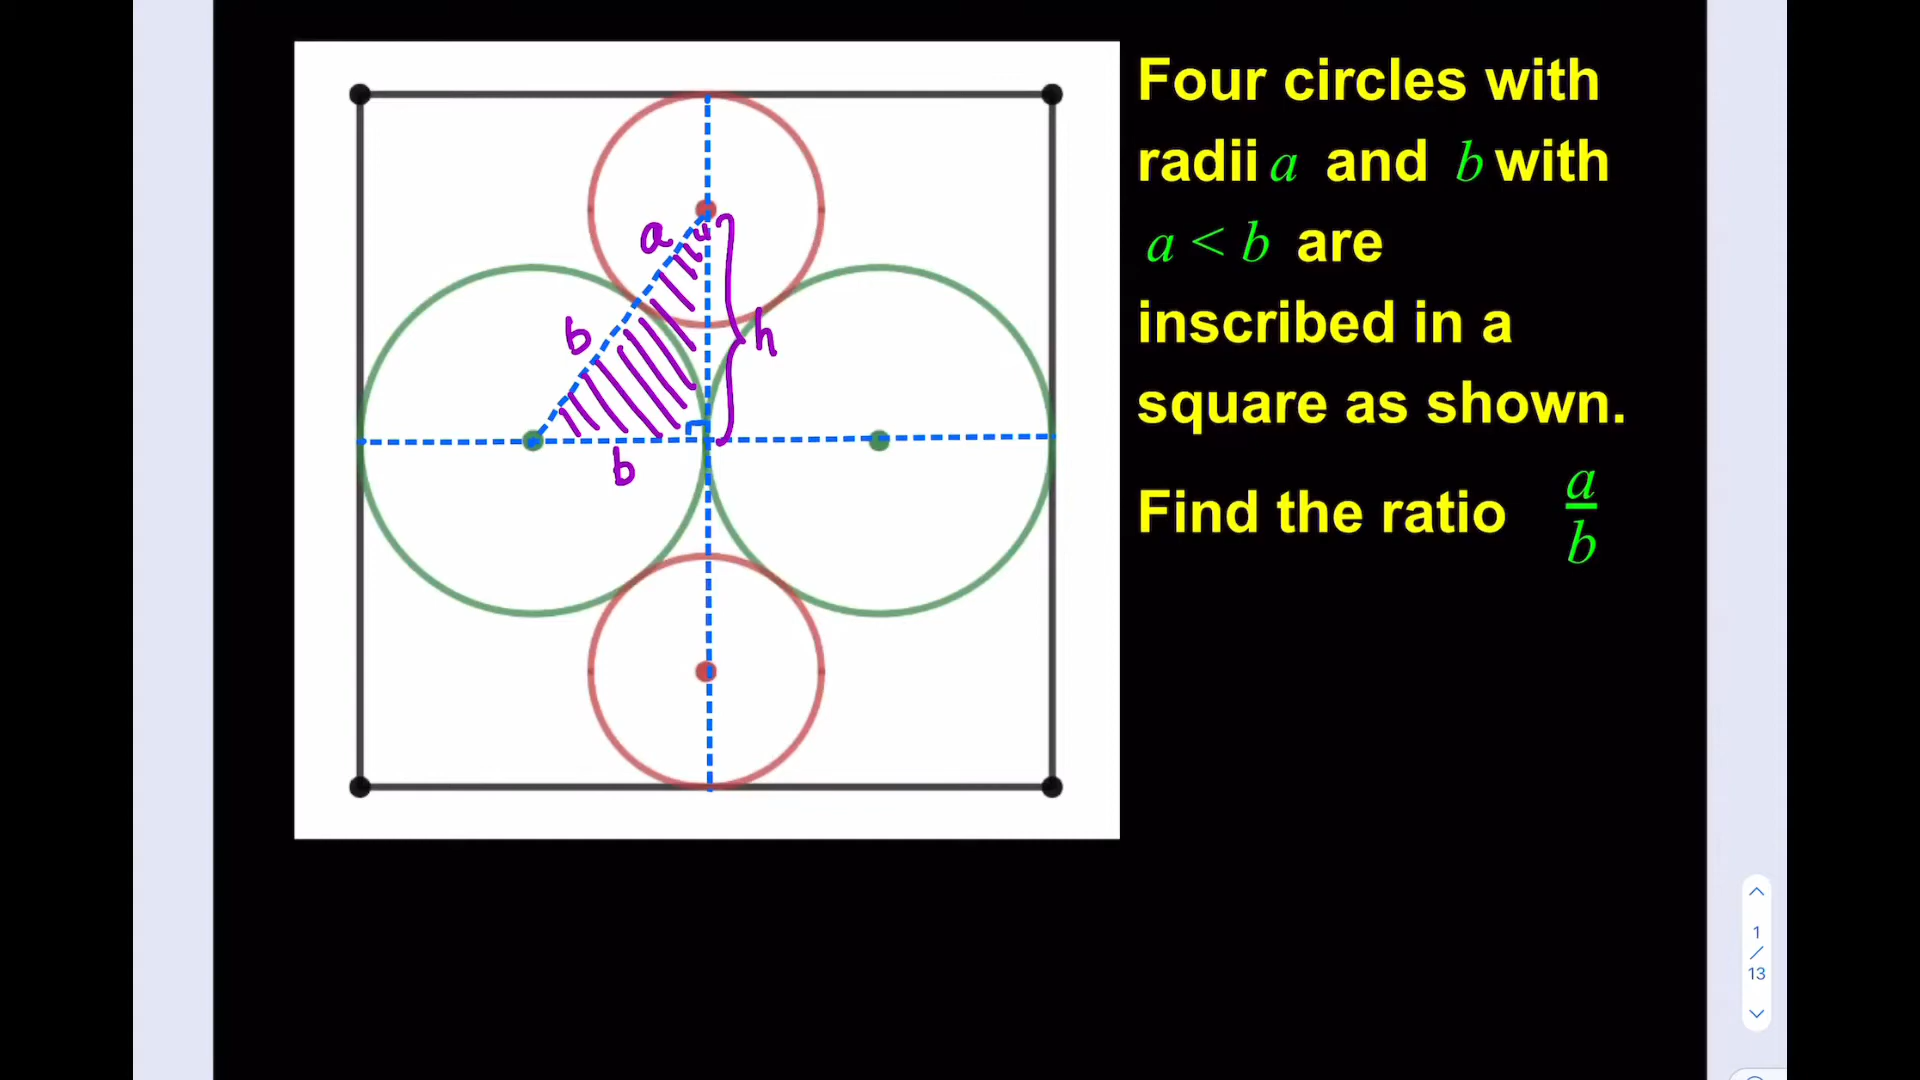 Four circles with
radii a and b with
a < b are
inscribed in a
square as shown.
Find the ratio a/b
a
b
h
b
1
/
13